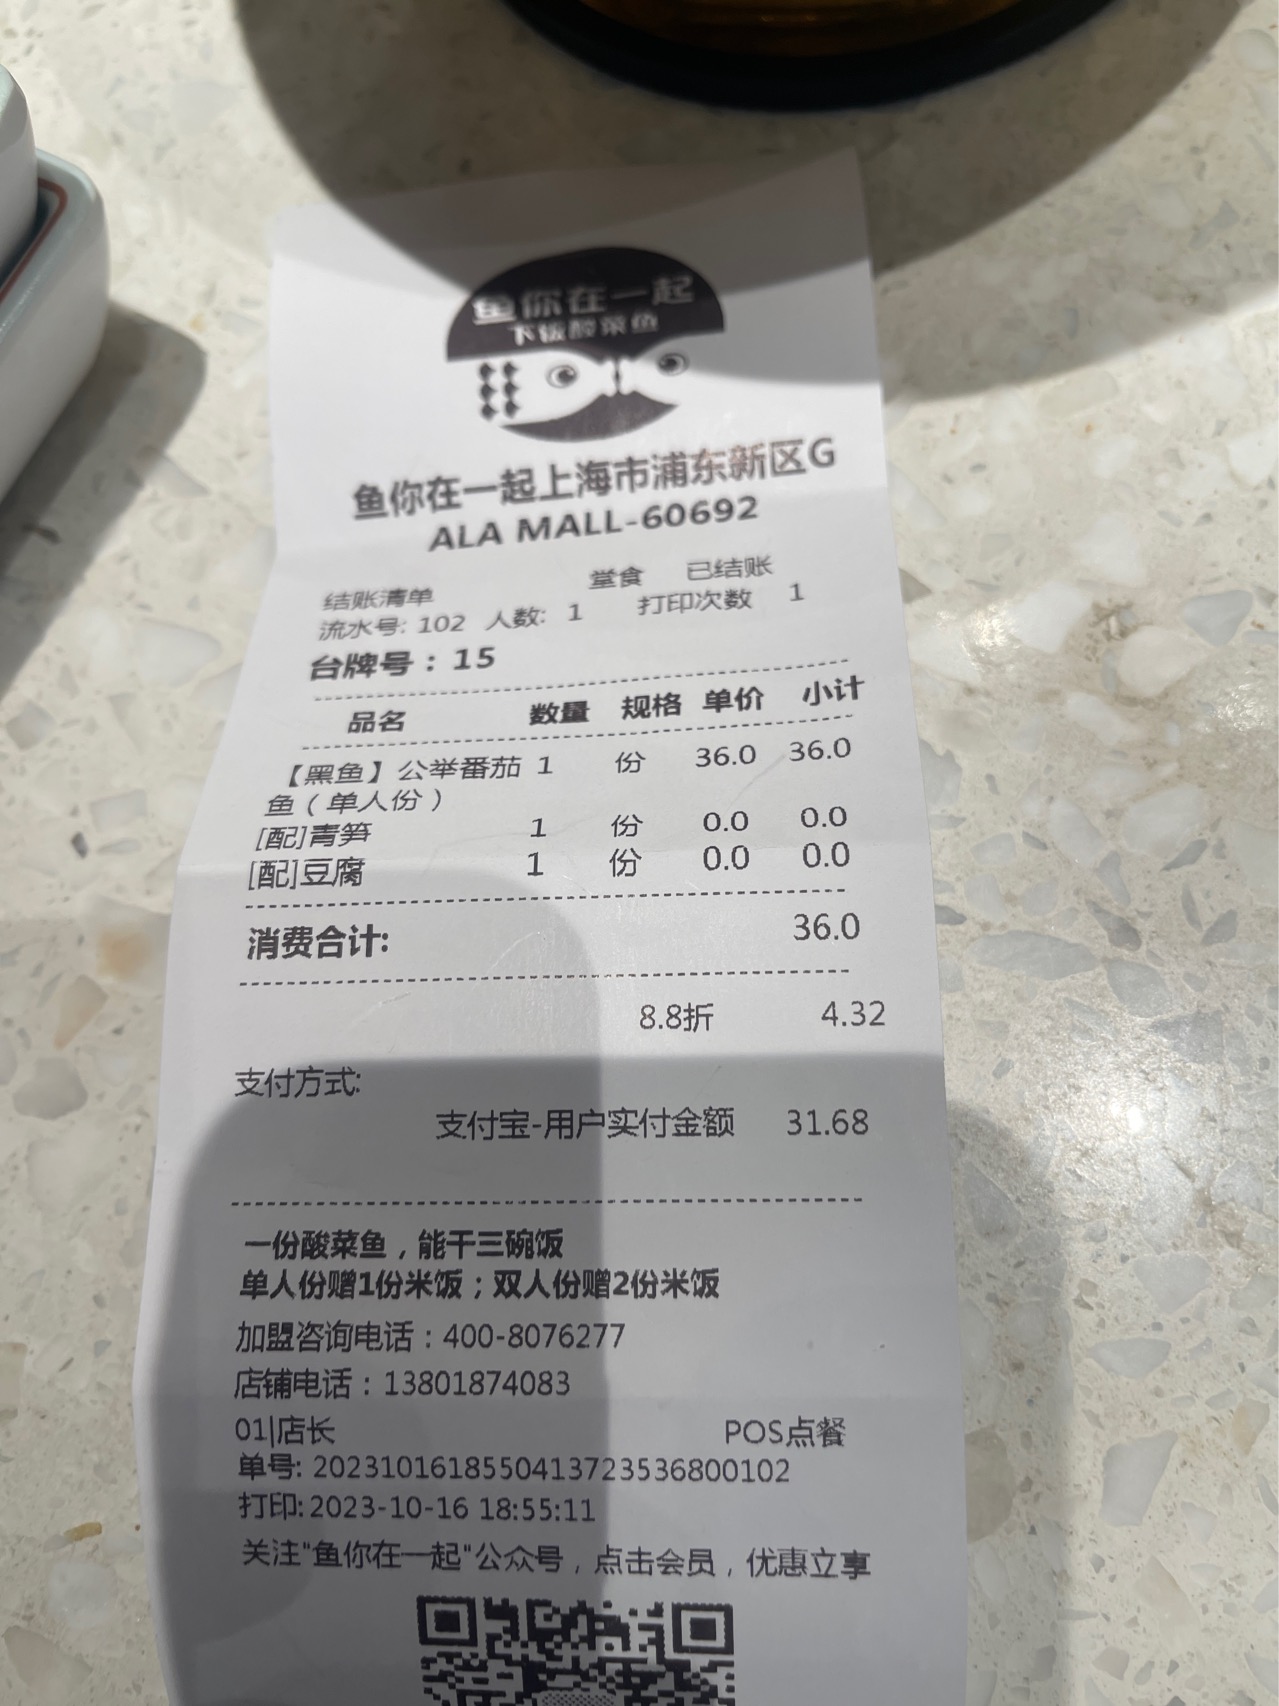 鱼你在一起
下饭酸菜鱼
鱼你在一起上海市浦东新区G
ALA MALL-60692
结账清单 堂食 已结账
流水号: 102 人数: 1 打印次数 1
台牌号：15
品名 数量 规格 单价 小计
【黑鱼】公举番茄 1 份 36.0 36.0
鱼（单人份）
[配]青笋 1 份 0.0 0.0
[配]豆腐 1 份 0.0 0.0
消费合计: 36.0
8.8折 4.32
支付方式:
支付宝-用户实付金额 31.68
一份酸菜鱼，能干三碗饭
单人份赠1份米饭；双人份赠2份米饭
加盟咨询电话：400-8076277
店铺电话：13801874083
01|店长 POS点餐
单号: 2023101618550413723536800102
打印: 2023-10-16 18:55:11
关注"鱼你在一起"公众号，点击会员，优惠立享